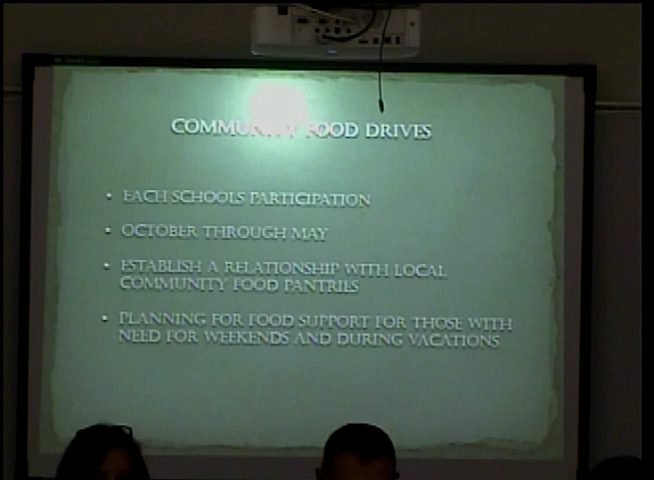 COMMUNITY FOOD DRIVES
• EACH SCHOOLS PARTICIPATION
• OCTOBER THROUGH MAY
• ESTABLISH A RELATIONSHIP WITH LOCAL
COMMUNITY FOOD PANTRIES
• PLANNING FOR FOOD SUPPORT FOR THOSE WITH
NEED FOR WEEKENDS AND DURING VACATIONS